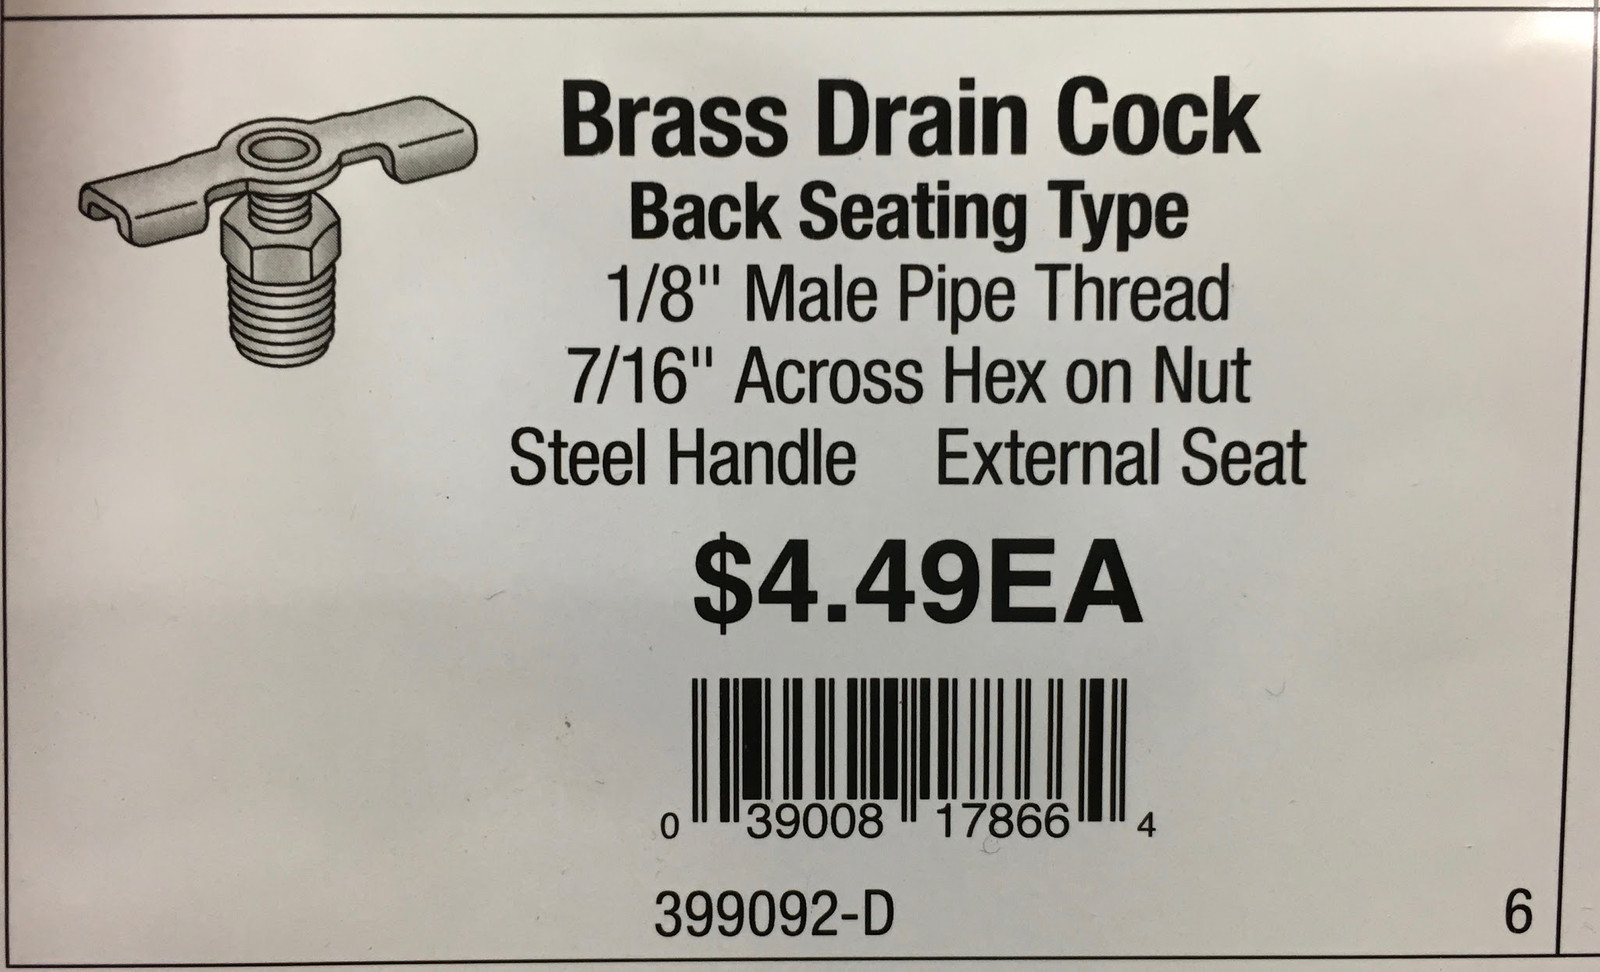 Brass Drain Cock
Back Seating Type
1/8" Male Pipe Thread
7/16" Across Hex on Nut
Steel Handle External Seat
$4.49EA
0 39008 17866 4
399092-D 6